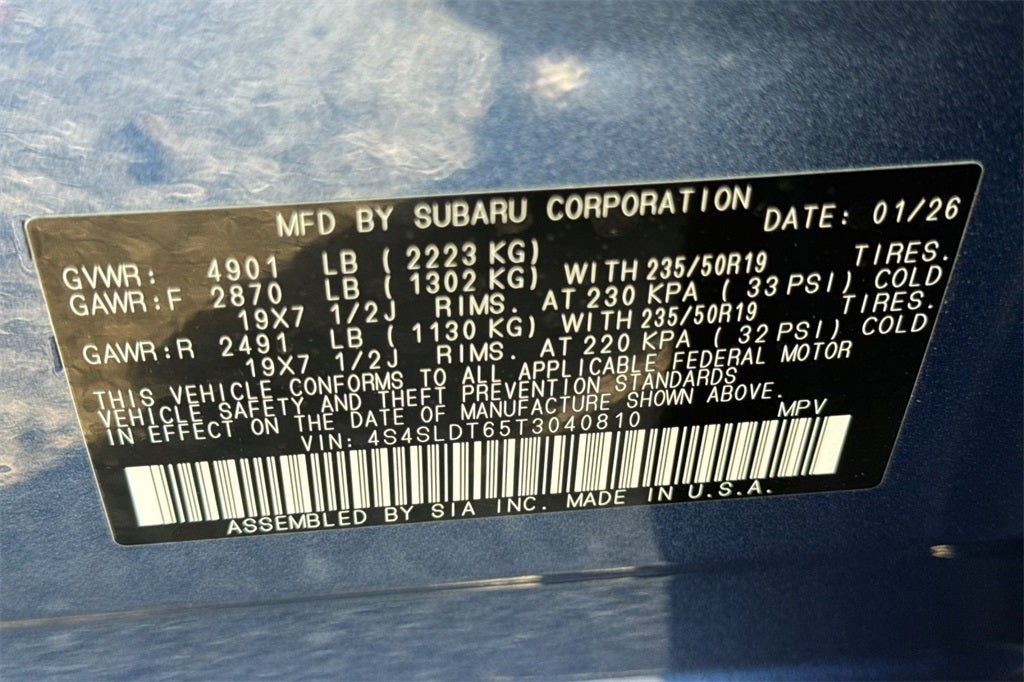 MFD BY SUBARU CORPORATION DATE: 01/26
GVWR: 4901 LB ( 2223 KG)
GAWR:F 2870 LB ( 1302 KG) WITH 235/50R19 TIRES.
19X7 1/2J RIMS. AT 230 KPA ( 33 PSI) COLD
GAWR:R 2491 LB ( 1130 KG) WITH 235/50R19 TIRES.
19X7 1/2J RIMS. AT 220 KPA ( 32 PSI) COLD
THIS VEHICLE CONFORMS TO ALL APPLICABLE FEDERAL MOTOR
VEHICLE SAFETY AND THEFT PREVENTION STANDARDS
IN EFFECT ON THE DATE OF MANUFACTURE SHOWN ABOVE.
VIN: 4S4SLDT65T3040810 MPV
ASSEMBLED BY SIA INC. MADE IN U.S.A.